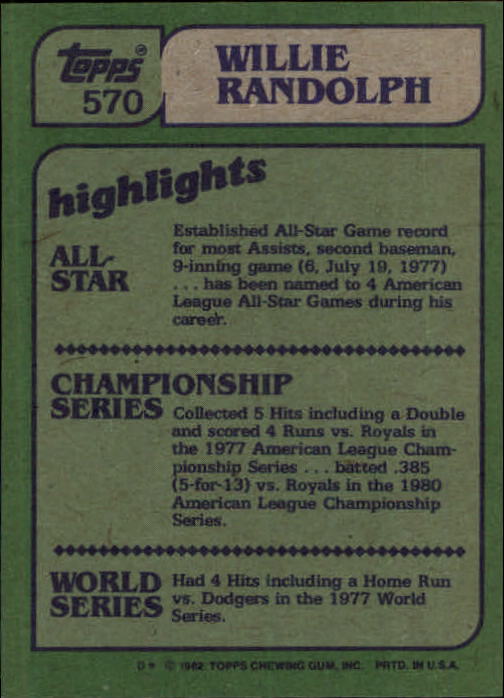 Topps®
570
WILLIE
RANDOLPH
highlights
ALL-
STAR
Established All-Star Game record
for most Assists, second baseman,
9-inning game (6, July 19, 1977)
. . . has been named to 4 American
League All-Star Games during his
career.
CHAMPIONSHIP
SERIES
Collected 5 Hits including a Double
and scored 4 Runs vs. Royals in
the 1977 American League Cham-
pionship Series . . . batted .385
(5-for-13) vs. Royals in the 1980
American League Championship
Series.
WORLD
SERIES
Had 4 Hits including a Home Run
vs. Dodgers in the 1977 World
Series.
D* © 1982 TOPPS CHEWING GUM, INC. PRTD. IN U.S.A.